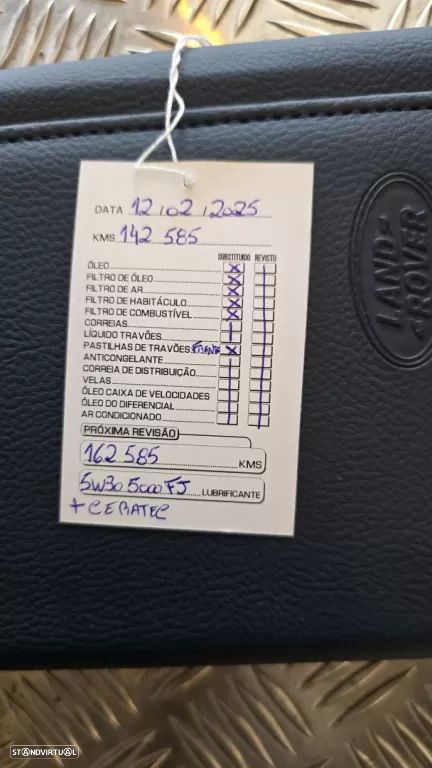 DATA 12/02/2025
KMS. 142 585
SUBSTITUIDO REVISTO
ÓLEO X
FILTRO DE ÓLEO X
FILTRO DE AR X
FILTRO DE HABITÁCULO X
FILTRO DE COMBUSTÍVEL X
CORREIAS
LÍQUIDO TRAVÕES
PASTILHAS DE TRAVÕES X
ANTICONGELANTE
CORREIA DE DISTRIBUIÇÃO
VELAS
ÓLEO CAIXA DE VELOCIDADES
ÓLEO DO DIFERENCIAL
AR CONDICIONADO
PRÓXIMA REVISÃO
162 585 KMS
5W30 5000 FJ LUBRIFICANTE
+ CERATEC
LAND ROVER
STANDVIRTUAL